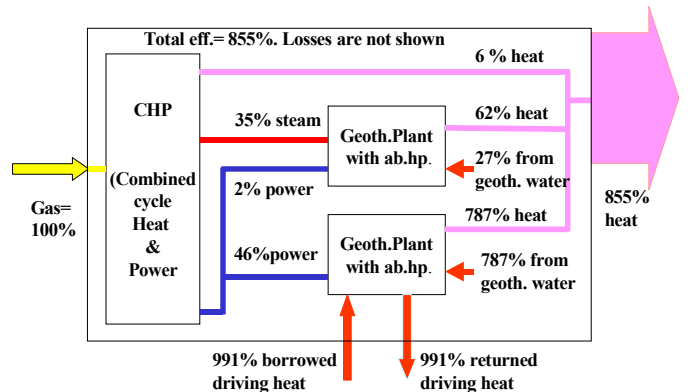 Total eff.= 855%. Losses are not shown
6 % heat
CHP
(Combined
cycle
Heat
&
Power
35% steam
Geoth.Plant
with ab.hp.
62% heat
27% from
geoth. water
2% power
Gas=
100%
787% heat
855%
heat
46%power
Geoth.Plant
with ab.hp.
787% from
geoth. water
991% borrowed
driving heat
991% returned
driving heat